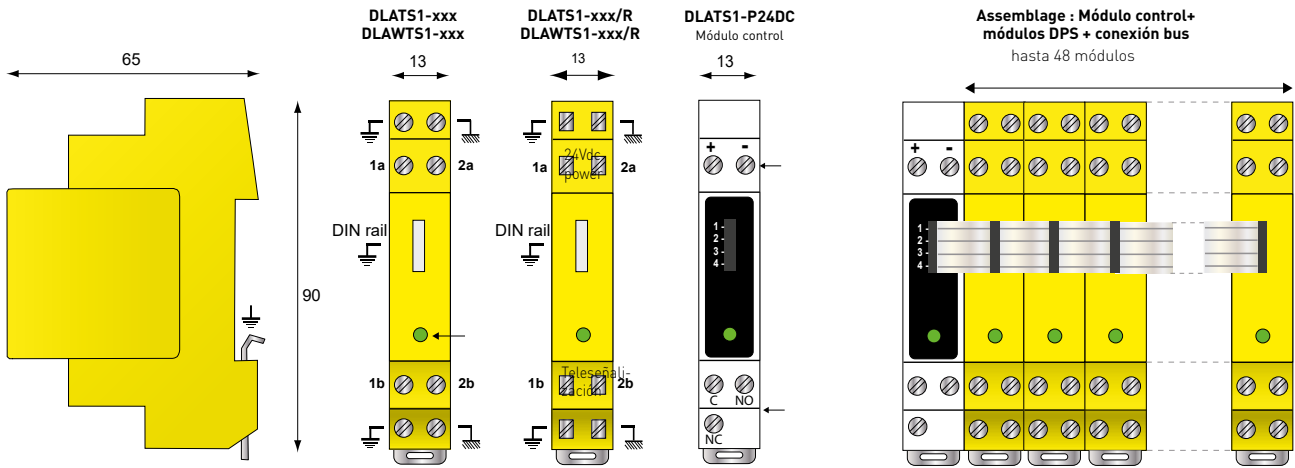 DLATS1-xxx
DLAWTS1-xxx
DLATS1-xxx/R
DLAWTS1-xxx/R
DLATS1-P24DC
Módulo control
Assemblage : Módulo control+
módulos DPS + conexión bus
hasta 48 módulos
65
13
13
13
90
1a
2a
DIN rail
1b
2b
1a
24Vdc
power
2a
DIN rail
1b
Teleseñali-
zación
2b
+ -
1-
2-
3-
4-
C NO
NC
+ -
1-
2-
3-
4-